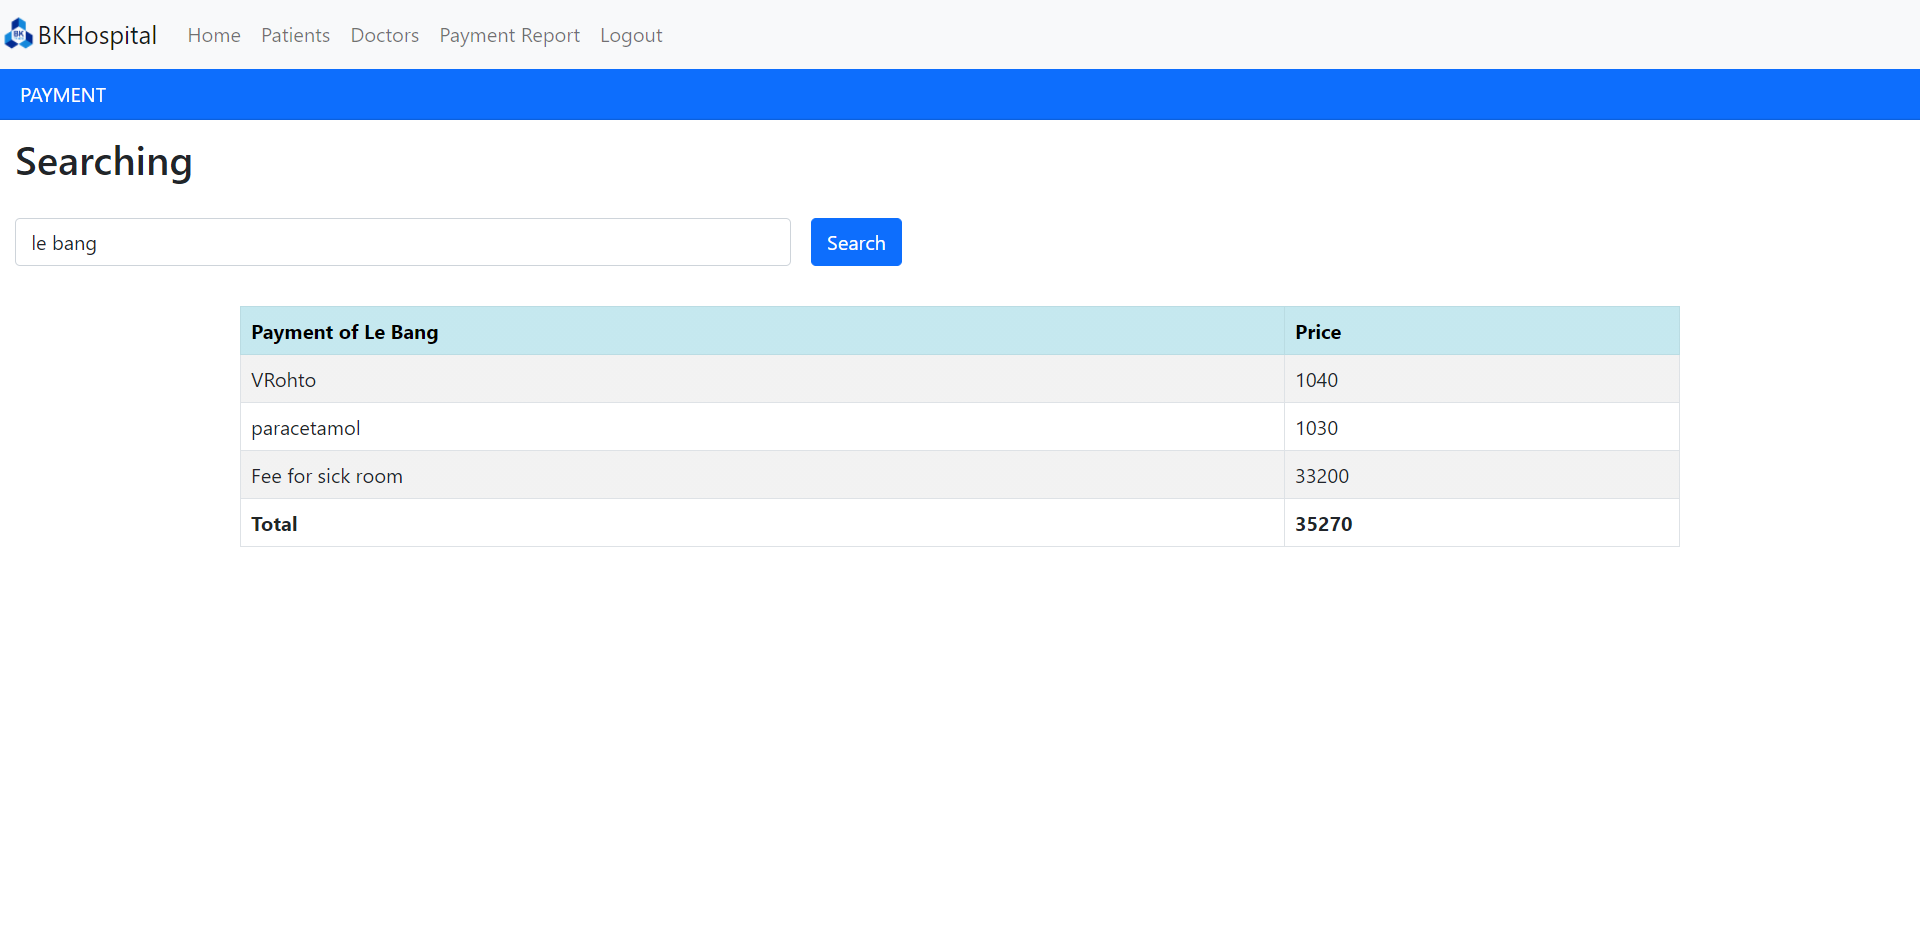 BKHospital Home Patients Doctors Payment Report Logout
PAYMENT
Searching
le bang Search
Payment of Le Bang Price
VRohto 1040
paracetamol 1030
Fee for sick room 33200
Total 35270